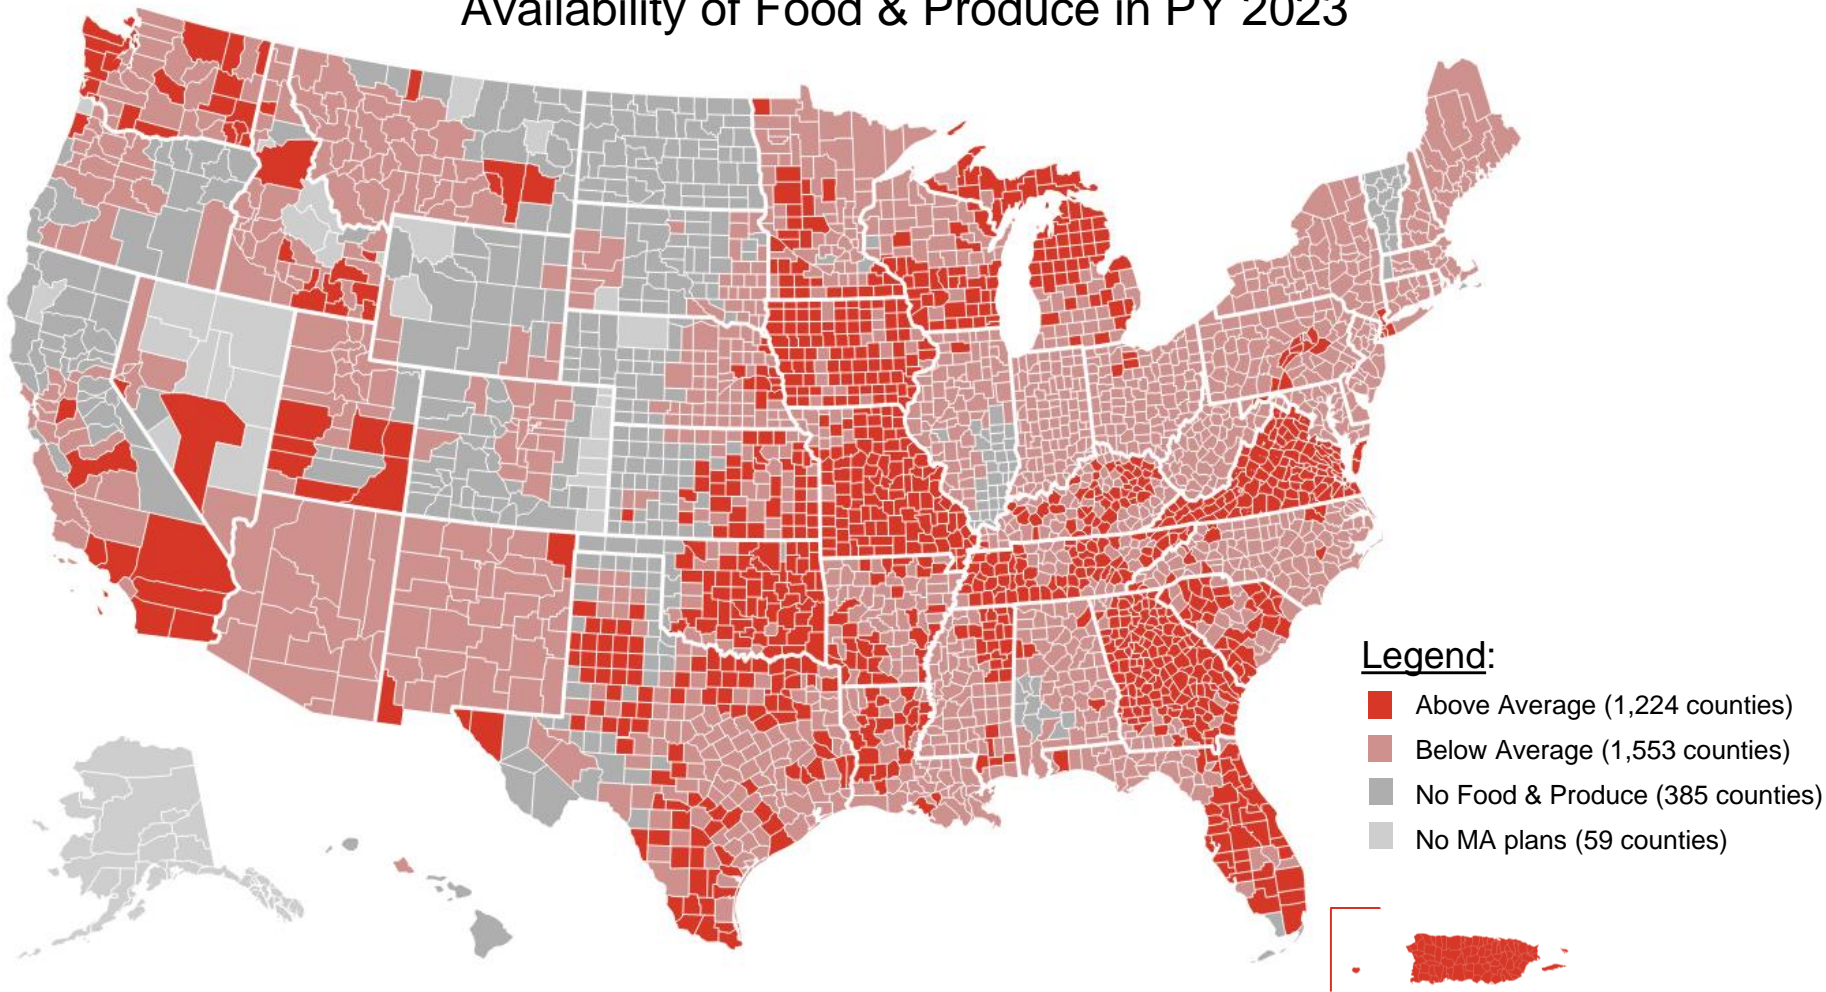 Availability of Food & Produce in PY 2023
Legend:
Above Average (1,224 counties)
Below Average (1,553 counties)
No Food & Produce (385 counties)
No MA plans (59 counties)